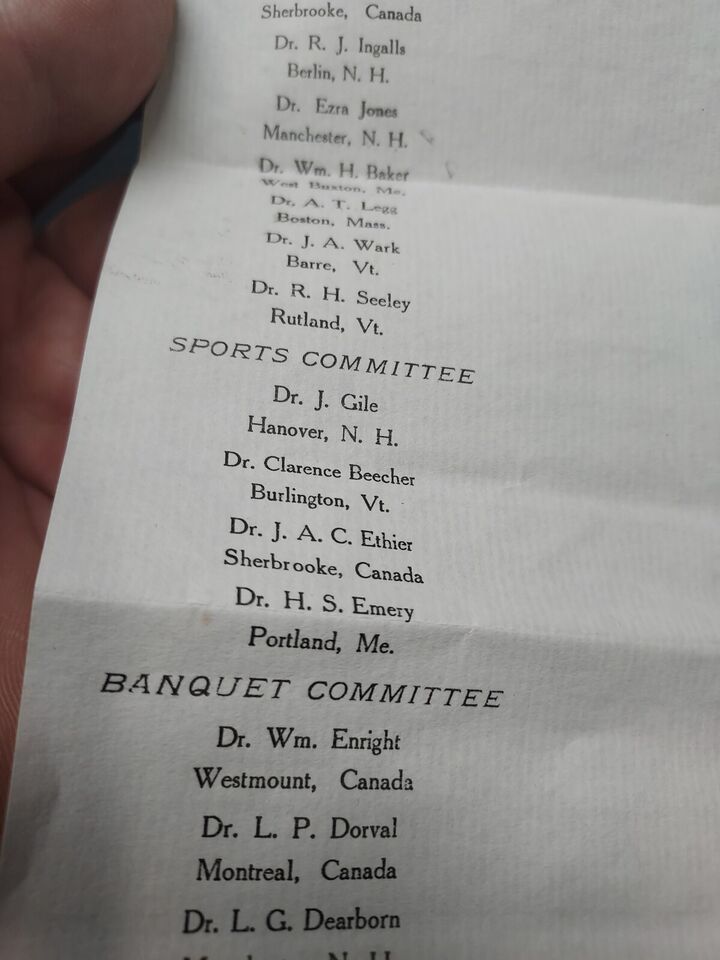 Sherbrooke, Canada
Dr. R. J. Ingalls
Berlin, N. H.
Dr. Ezra Jones
Manchester, N. H.
Dr. Wm. H. Baker
West Buxton, Me.
Dr. A. T. Legg
Boston, Mass.
Dr. J. A. Wark
Barre, Vt.
Dr. R. H. Seeley
Rutland, Vt.
SPORTS COMMITTEE
Dr. J. Gile
Hanover, N. H.
Dr. Clarence Beecher
Burlington, Vt.
Dr. J. A. C. Ethier
Sherbrooke, Canada
Dr. H. S. Emery
Portland, Me.
BANQUET COMMITTEE
Dr. Wm. Enright
Westmount, Canada
Dr. L. P. Dorval
Montreal, Canada
Dr. L. G. Dearborn
N. H.